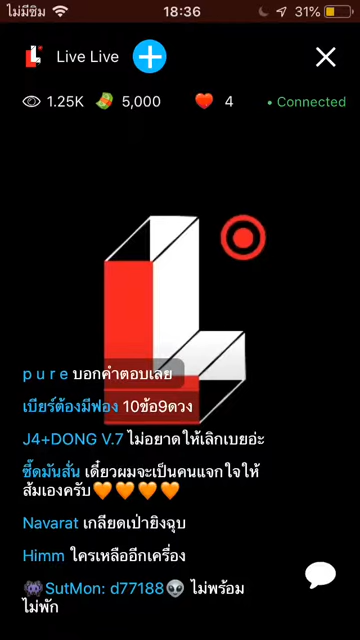 ไม่มีซิม 18:36 31%
Live Live
1.25K 5,000 4 • Connected
p u r e บอกคำตอบเลย
เบียร์ต้องมีฟอง 10ข้อ9ดวง
J4+DONG V.7 ไม่อยาดให้เลิกเบยอ่ะ
ซี๊ดมันสั่น เดี๋ยวผมจะเป็นคนแจกใจให้
ส้มเองครับ🧡🧡🧡🧡
Navarat เกลียดเป่ายิงฉุบ
Himm ใครเหลืออีกเครื่อง
👾SutMon: d77188👽 ไม่พร้อม
ไม่พัก